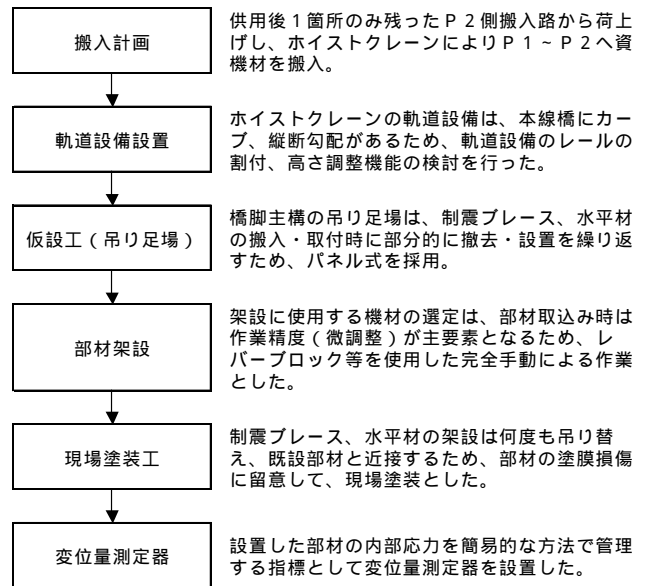 搬入計画
供用後1箇所のみ残ったP2側搬入路から荷上
げし、ホイストクレーンによりP1~P2へ資
機材を搬入。
軌道設備設置
ホイストクレーンの軌道設備は、本線橋にカー
ブ、縦断勾配があるため、軌道設備のレールの
割付、高さ調整機能の検討を行った。
仮設工(吊り足場)
橋脚主構の吊り足場は、制震ブレース、水平材
の搬入・取付時に部分的に撤去・設置を繰り返
すため、パネル式を採用。
部材架設
架設に使用する機材の選定は、部材取込み時は
作業精度(微調整)が主要素となるため、レ
バーブロック等を使用した完全手動による作業
とした。
現場塗装工
制震ブレース、水平材の架設は何度も吊り替
え、既設部材と近接するため、部材の塗膜損傷
に留意して、現場塗装とした。
変位量測定器
設置した部材の内部応力を簡易的な方法で管理
する指標として変位量測定器を設置した。